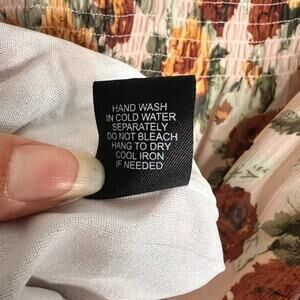 HAND WASH
IN COLD WATER
SEPARATELY
DO NOT BLEACH
HANG TO DRY
COOL IRON
IF NEEDED